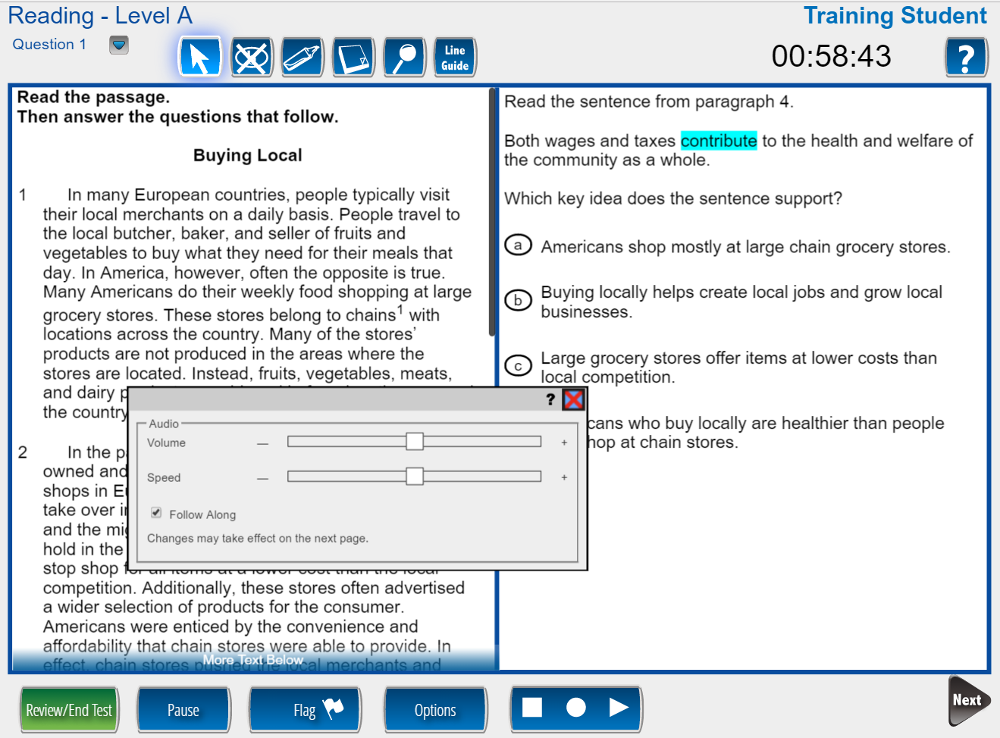 Reading - Level A
Training Student
Question 1
Line
Guide
00:58:43
?
Read the passage.
Then answer the questions that follow.
Buying Local
1 In many European countries, people typically visit
their local merchants on a daily basis. People travel to
the local butcher, baker, and seller of fruits and
vegetables to buy what they need for their meals that
day. In America, however, often the opposite is true.
Many Americans do their weekly food shopping at large
grocery stores. These stores belong to chains1 with
locations across the country. Many of the stores’
products are not produced in the areas where the
stores are located. Instead, fruits, vegetables, meats,
and dairy
the country
2 In the
owned and
shops in
take over
and the
hold in the
stop shop for all items at a lower cost than the local
competition. Additionally, these stores often advertised
a wider selection of products for the consumer.
Americans were enticed by the convenience and
affordability that chain stores were able to provide. In
effect, chain stores pushed the local merchants and
More Text Below
Read the sentence from paragraph 4.
Both wages and taxes contribute to the health and welfare of
the community as a whole.
Which key idea does the sentence support?
a Americans shop mostly at large chain grocery stores.
b Buying locally helps create local jobs and grow local
businesses.
c Large grocery stores offer items at lower costs than
local competition.
cans who buy locally are healthier than people
hop at chain stores.
?
Audio
Volume — +
Speed — +
Follow Along
Changes may take effect on the next page.
Review/End Test
Pause
Flag
Options
Next